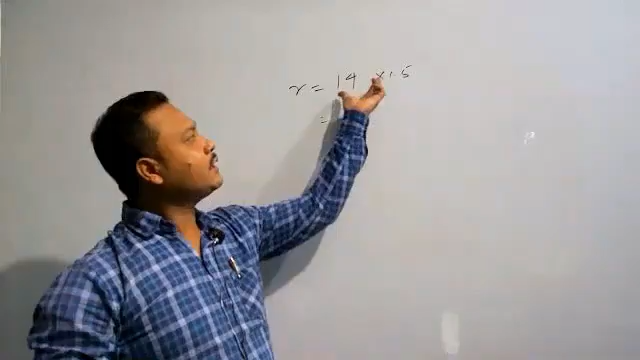 r = 14 × 1.5
=